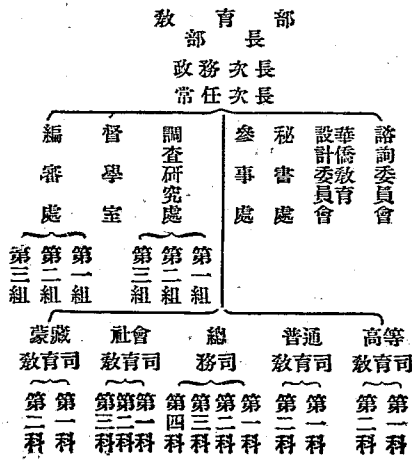 教育部
部長
政務次長
常任次長
諮詢委員會
華僑教育設計委員會
秘書處
參事處
調查研究處
督學室
編審處
第一組
第二組
第三組
第一組
第二組
第三組
高等教育司
普通教育司
總務司
社會教育司
蒙藏教育司
第一科
第二科
第一科
第二科
第一科
第二科
第三科
第四科
第一科
第二科
第三科
第一科
第二科